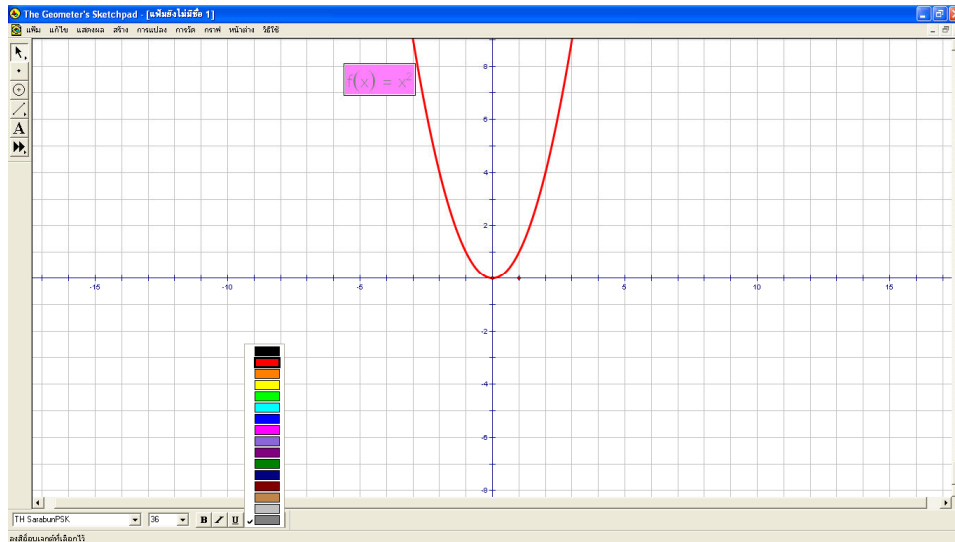 The Geometer's Sketchpad - [แฟ้มยังไม่มีชื่อ 1]
แฟ้ม แก้ไข แสดงผล สร้าง การแปลง การวัด กราฟ หน้าต่าง วิธีใช้
f(x) = x²
A
8
6
4
2
-15 -10 -5 5 10 15
-2
-4
-6
-8
TH SarabunPSK 36 B I U
ลงสีอ็อบเจกต์ที่เลือกไว้